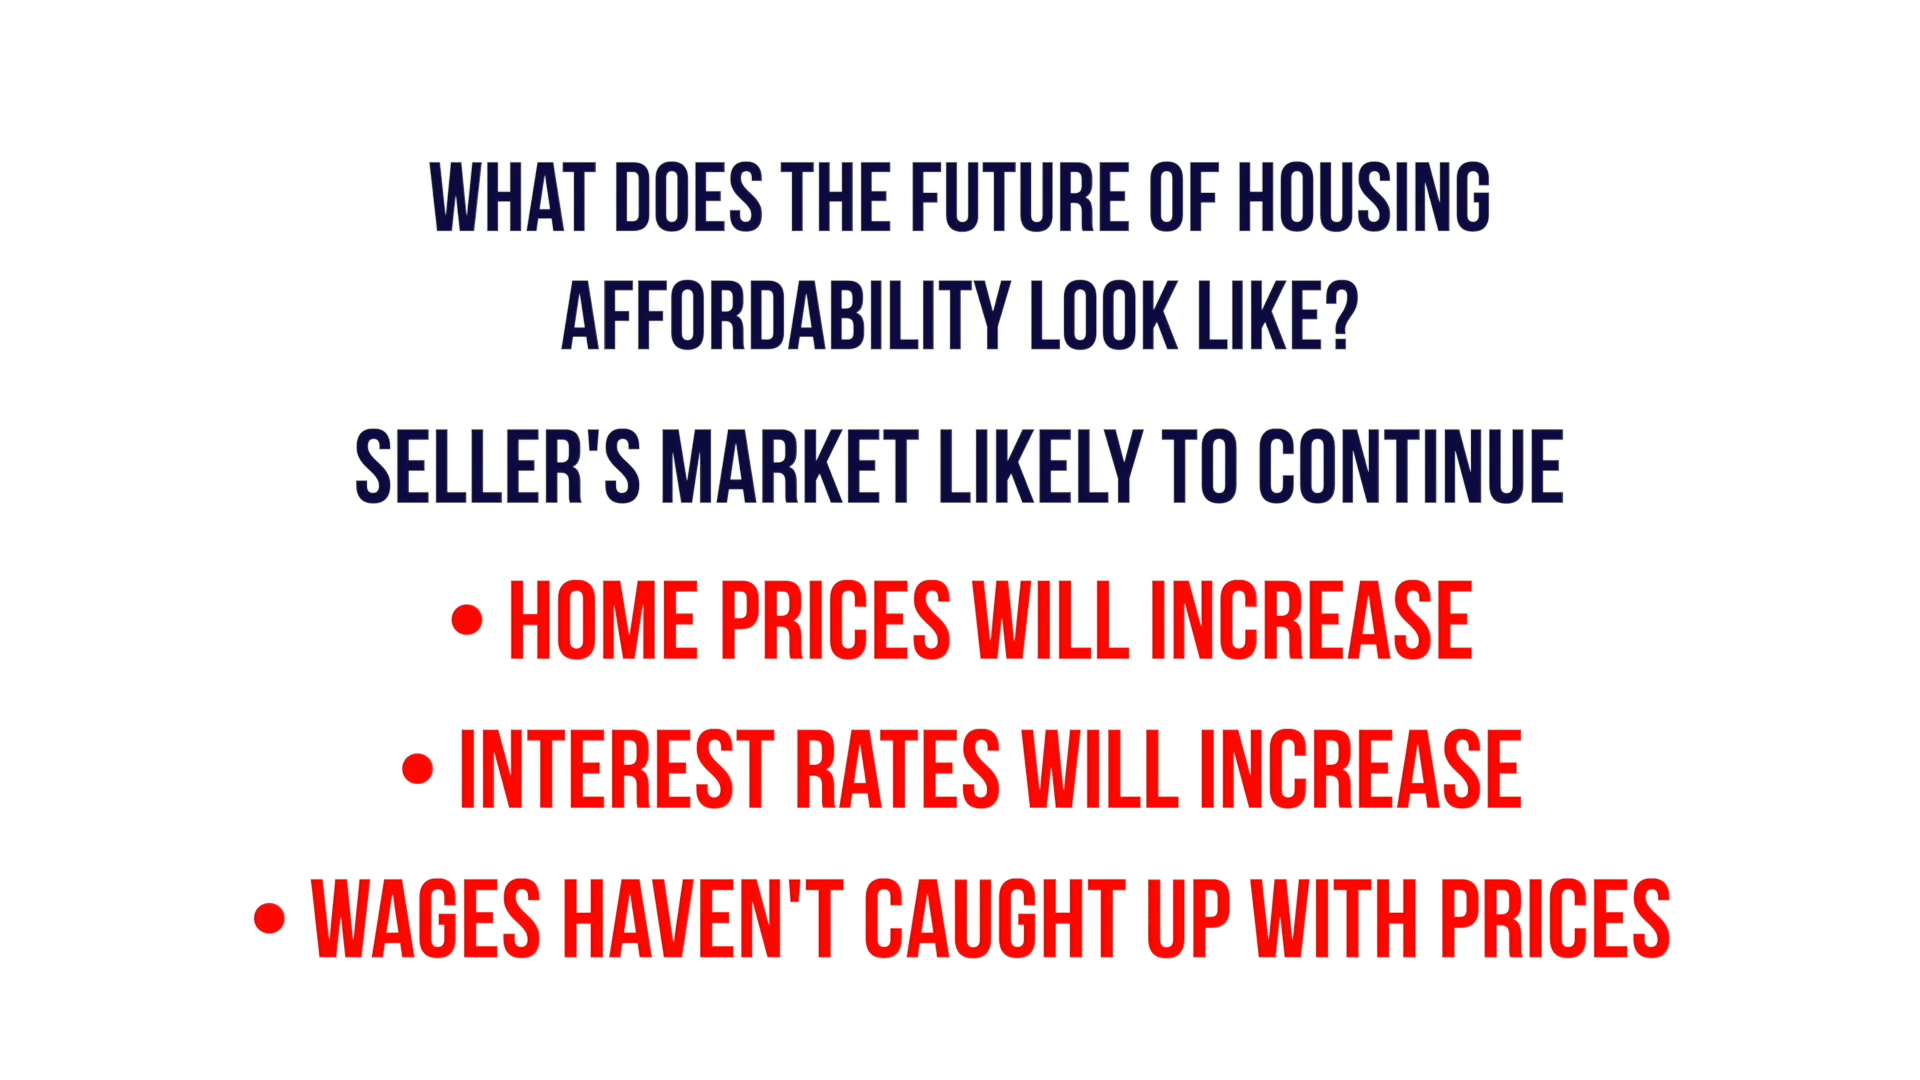 WHAT DOES THE FUTURE OF HOUSING
AFFORDABILITY LOOK LIKE?
SELLER'S MARKET LIKELY TO CONTINUE
• HOME PRICES WILL INCREASE
• INTEREST RATES WILL INCREASE
• WAGES HAVEN'T CAUGHT UP WITH PRICES